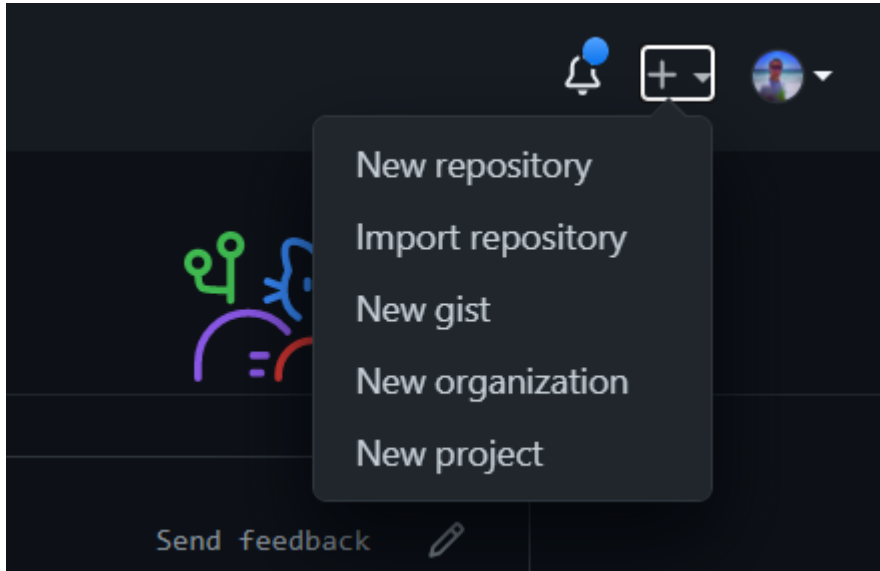 New repository
Import repository
New gist
New organization
New project
Send feedback